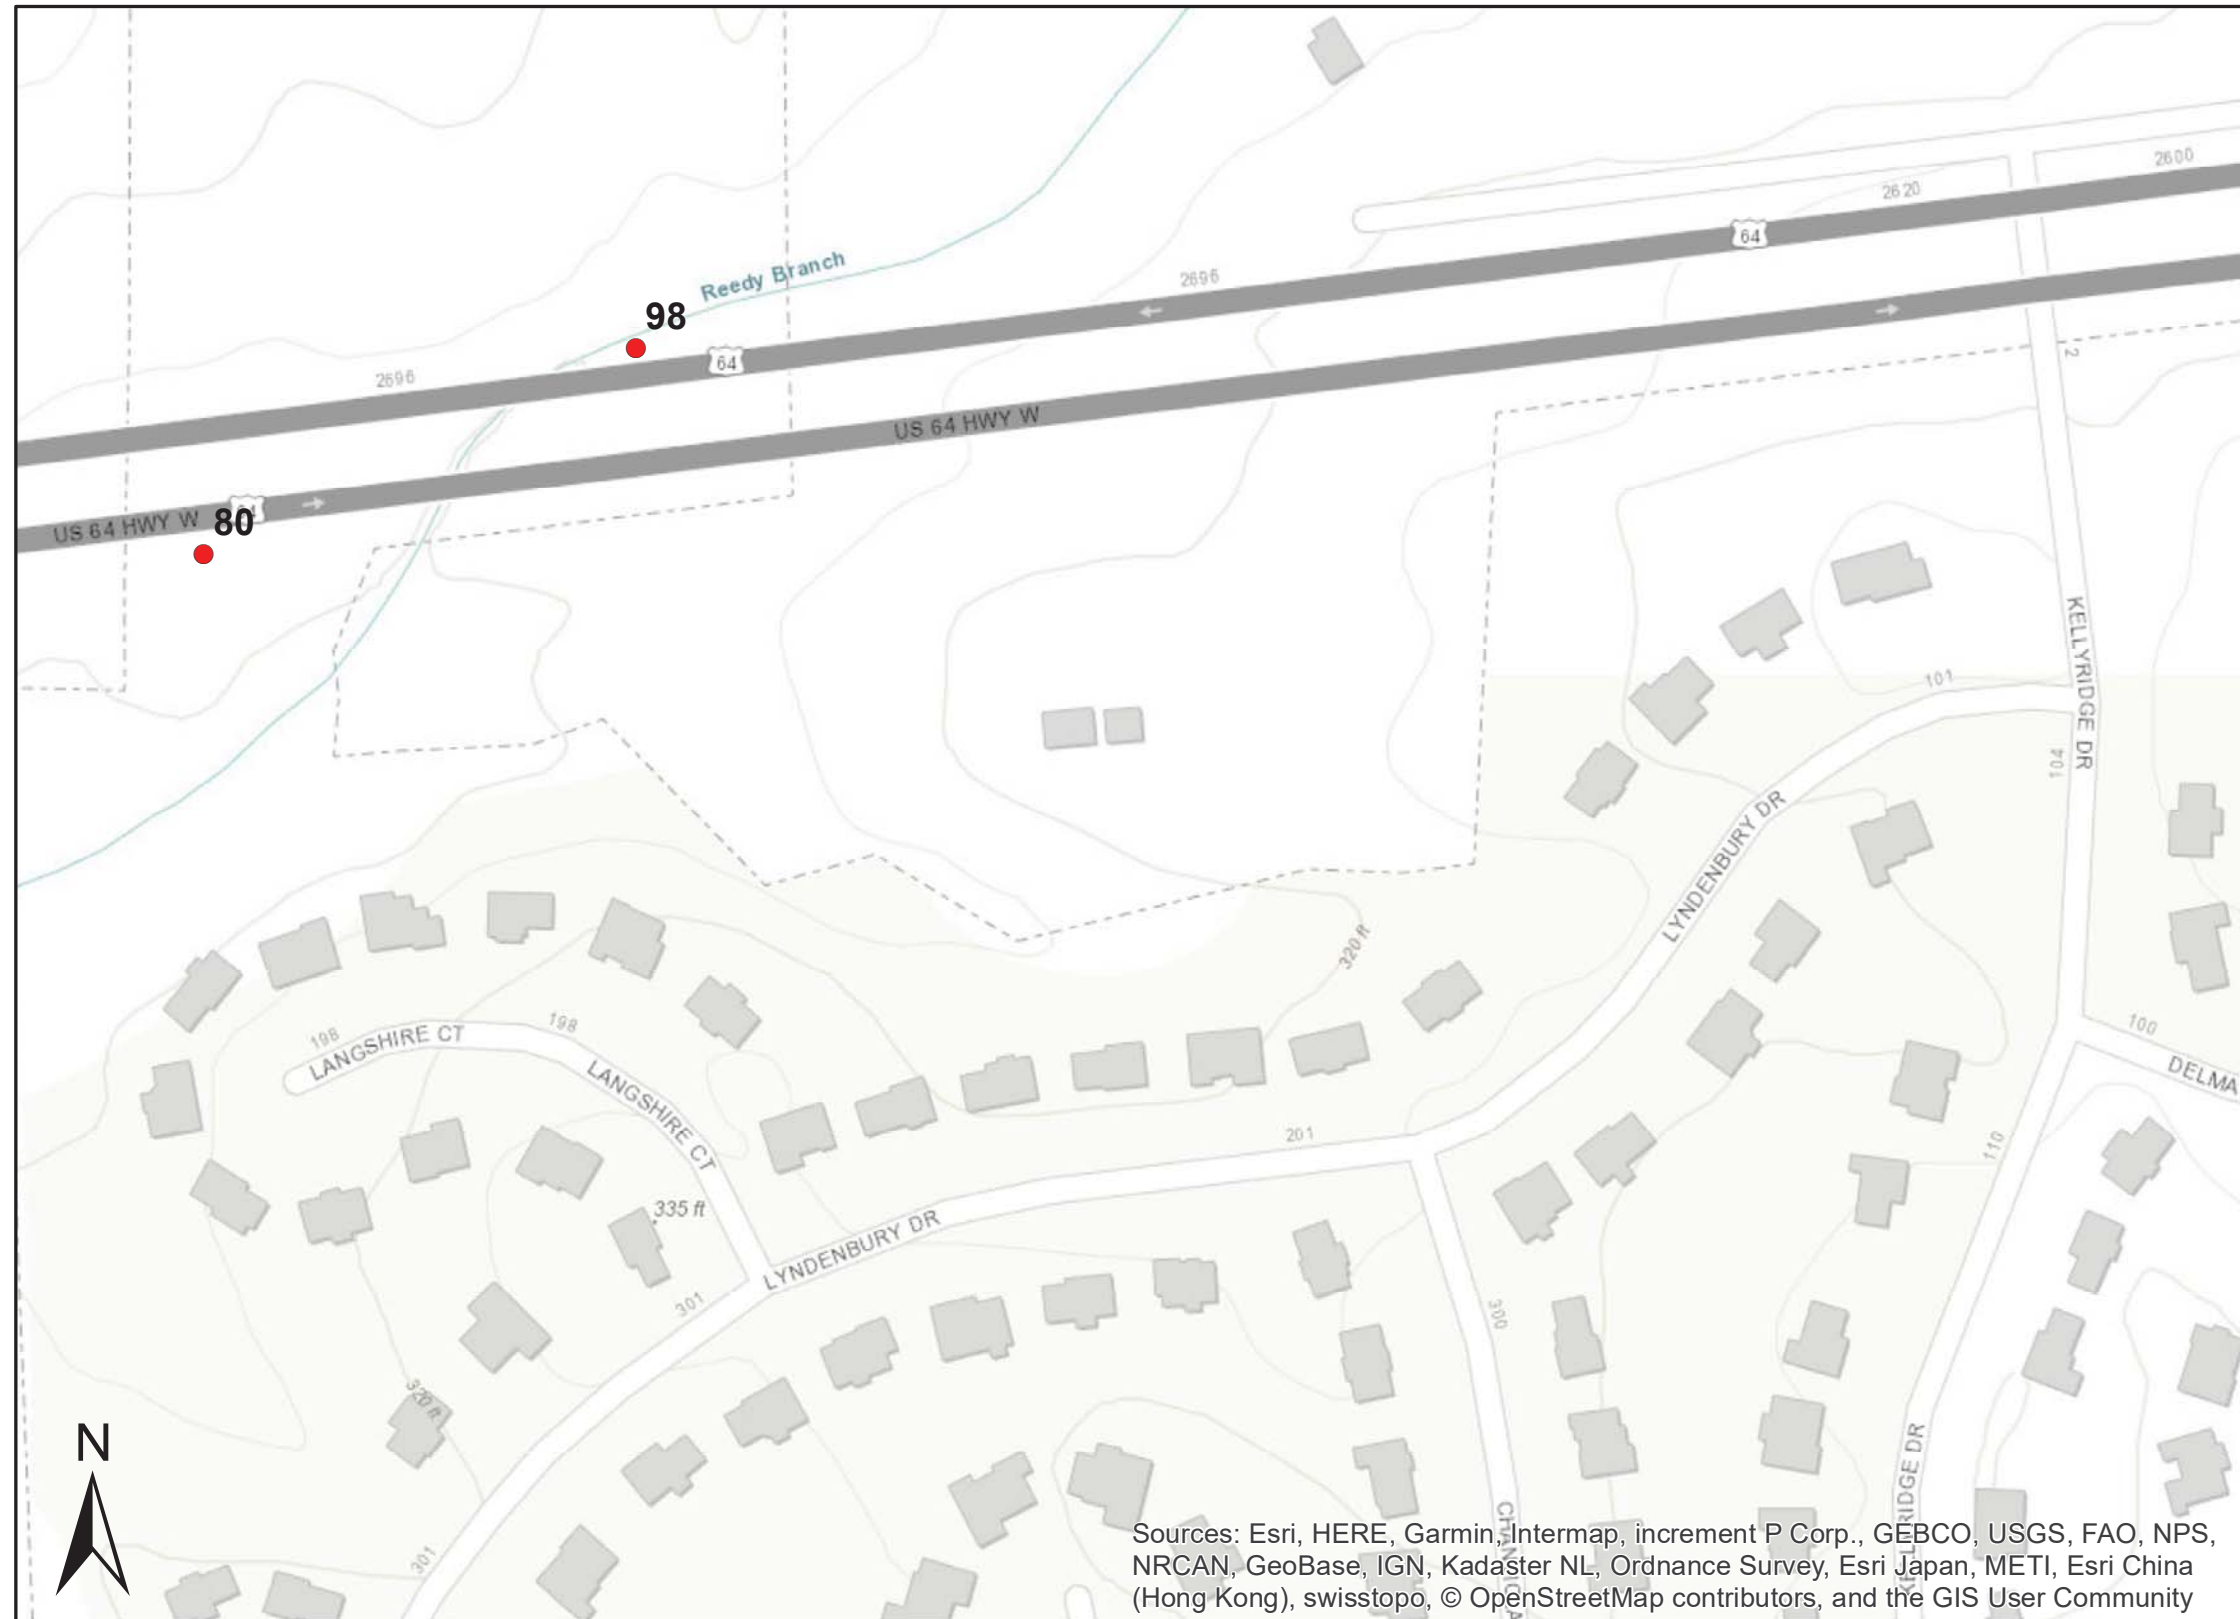 2600
2620
64
Reedy Branch
2696
98
64
2696
US 64 HWY W
2
US 64 HWY W
80
KELLYRIDGE DR
101
104
LYNDENBURY DR
320 ft
198
198
LANGSHIRE CT
LANGSHIRE CT
100
DELMA
201
110
335 ft
LYNDENBURY DR
301
300
320 ft
N
KELLYRIDGE DR
301
Sources: Esri, HERE, Garmin, Intermap, increment P Corp., GEBCO, USGS, FAO, NPS,
NRCAN, GeoBase, IGN, Kadaster NL, Ordnance Survey, Esri Japan, METI, Esri China
(Hong Kong), swisstopo, © OpenStreetMap contributors, and the GIS User Community